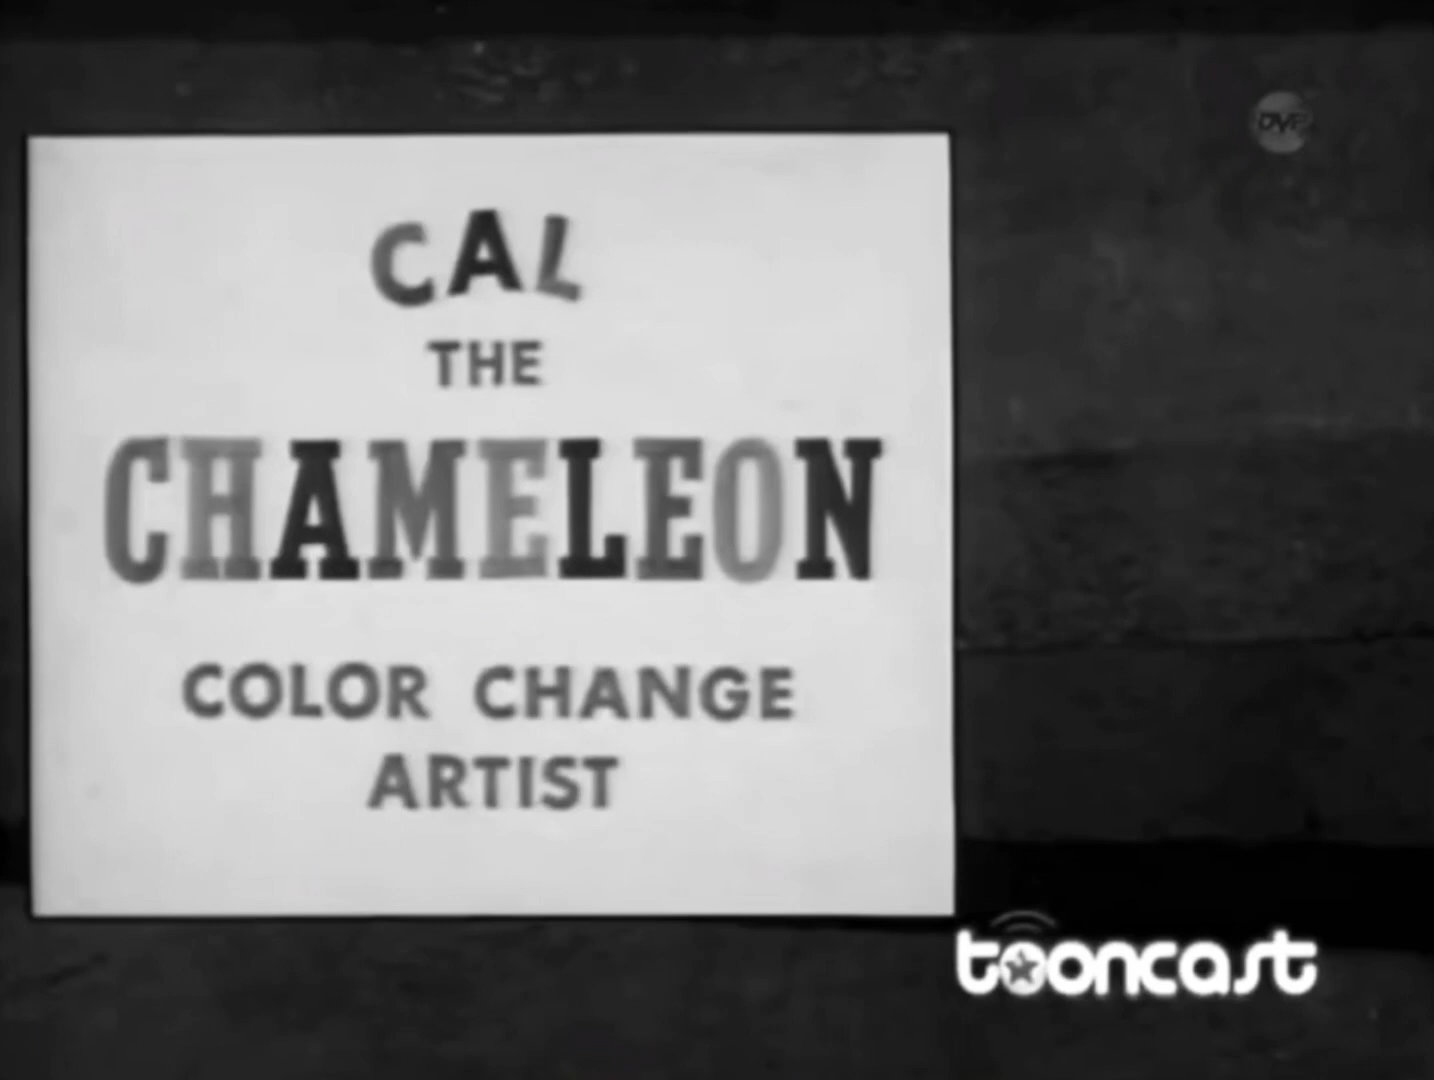 CAL
THE
CHAMELEON
COLOR CHANGE
ARTIST
tooncast